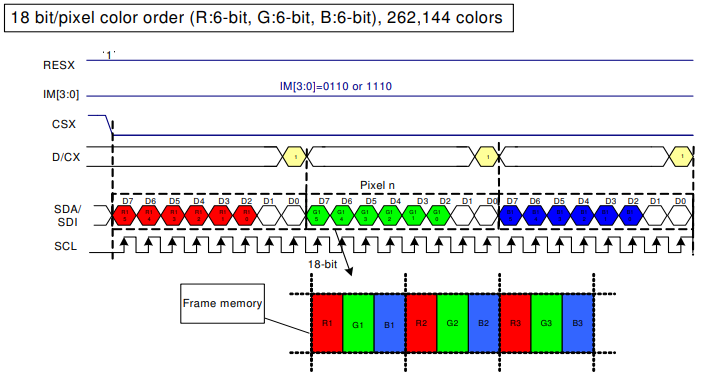 18 bit/pixel color order (R:6-bit, G:6-bit, B:6-bit), 262,144 colors
'1'
RESX
IM[3:0]
IM[3:0]=0110 or 1110
CSX
D/CX
1 1 1
Pixel n
D7 D6 D5 D4 D3 D2 D1 D0 D7 D6 D5 D4 D3 D2 D1 D0 D7 D6 D5 D4 D3 D2 D1 D0
SDA/
SDI
SCL
18-bit
Frame memory
R1 G1 B1 R2 G2 B2 R3 G3 B3